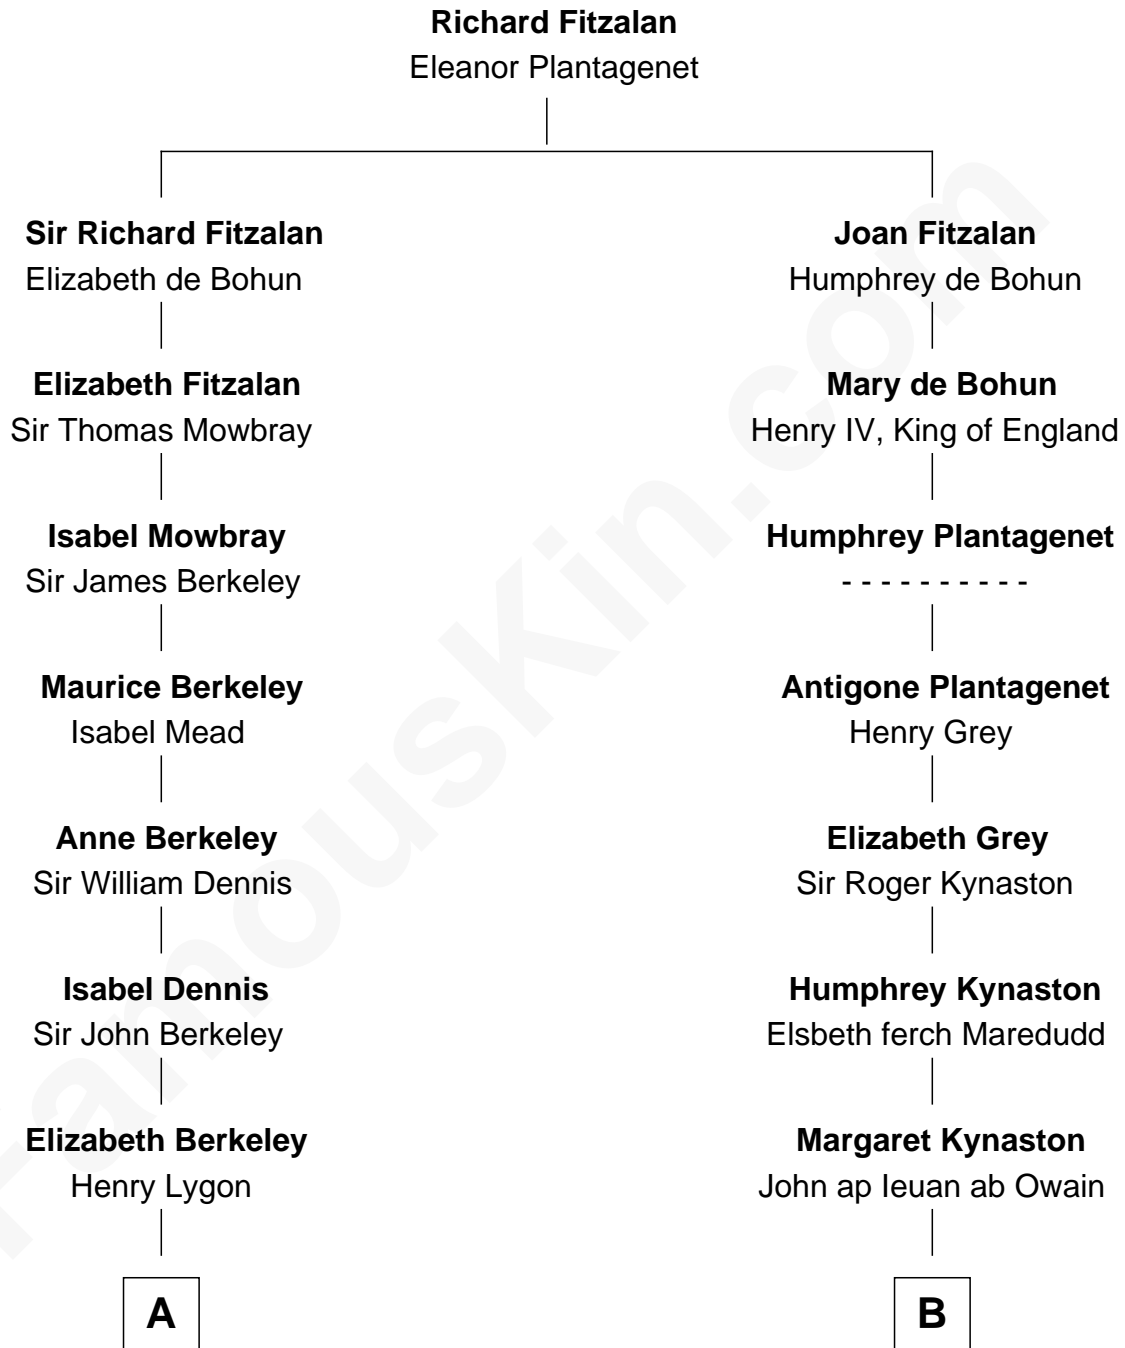 Richard Fitzalan
Eleanor Plantagenet
Sir Richard Fitzalan
Elizabeth de Bohun
Joan Fitzalan
Humphrey de Bohun
Elizabeth Fitzalan
Sir Thomas Mowbray
Mary de Bohun
Henry IV, King of England
Isabel Mowbray
Sir James Berkeley
Humphrey Plantagenet
- - - - - - - - - -
Maurice Berkeley
Isabel Mead
Antigone Plantagenet
Henry Grey
Anne Berkeley
Sir William Dennis
Elizabeth Grey
Sir Roger Kynaston
Isabel Dennis
Sir John Berkeley
Humphrey Kynaston
Elsbeth ferch Maredudd
Elizabeth Berkeley
Henry Lygon
Margaret Kynaston
John ap Ieuan ab Owain
A
B
FamousKin.com